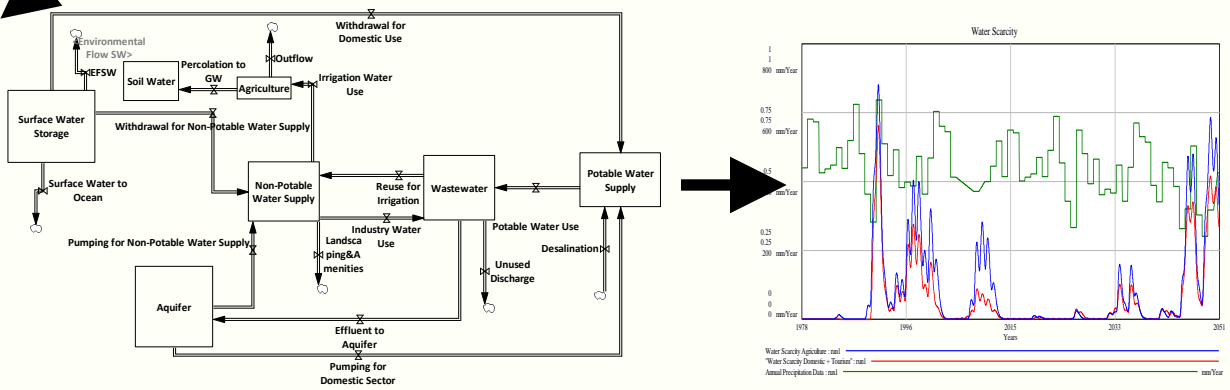 Withdrawal for
Domestic Use
<Environmental
Flow SW>
EFSW
Percolation to
GW
Outflow
Soil Water
Agriculture
Irrigation Water
Use
Surface Water
Storage
Withdrawal for Non-Potable Water Supply
Surface Water to
Ocean
Non-Potable
Water Supply
Reuse for
Irrigation
Wastewater
Potable Water
Supply
Industry Water
Use
Potable Water Use
Pumping for Non-Potable Water Supply
Landsca
ping&A
menities
Unused
Discharge
Desalination
Aquifer
Effluent to
Aquifer
Pumping for
Domestic Sector
Water Scarcity
1
1
800 mm/Year
0.75
0.75
600 mm/Year
0.5
mm/Year
0.25
0.25
200 mm/Year
0
0
0 mm/Year
1978 1996 2015 2033 2051
Years
Water Scarcity Agriculture : run1
"Water Scarcity Domestic + Tourism" : run1
Annual Precipitation Data : run1 mm/Year